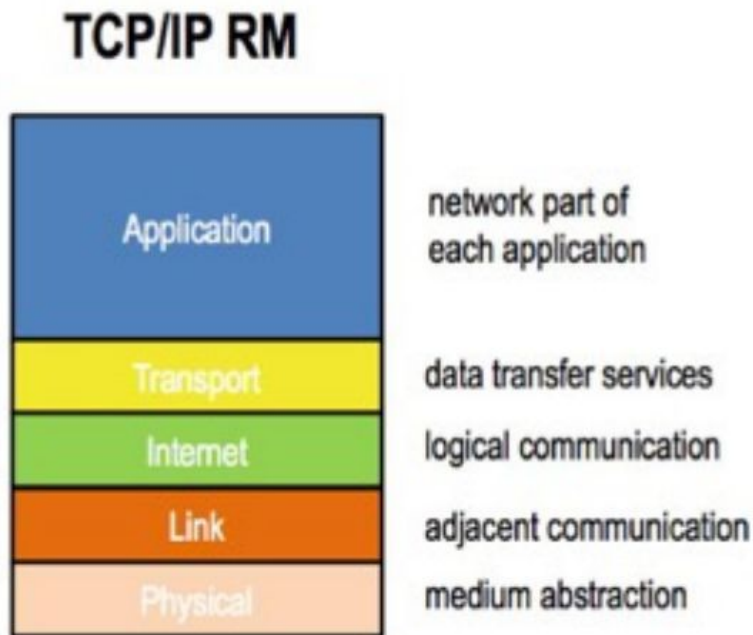 TCP/IP RM
Application
network part of
each application
Transport
data transfer services
Internet
logical communication
Link
adjacent communication
Physical
medium abstraction